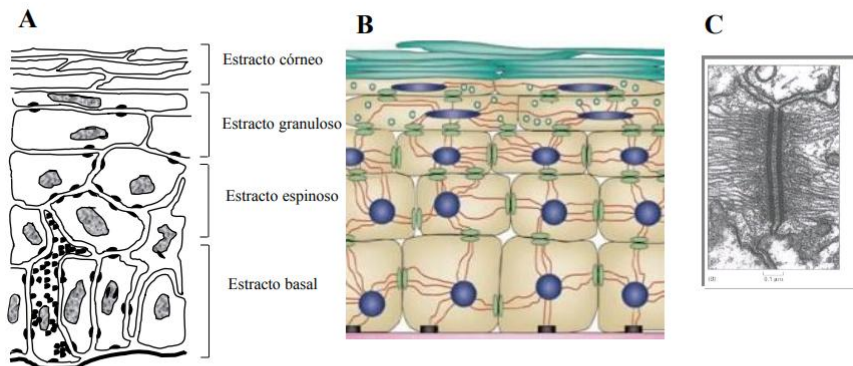 A
B
C
Estracto córneo
Estracto granuloso
Estracto espinoso
Estracto basal
0.1 µm